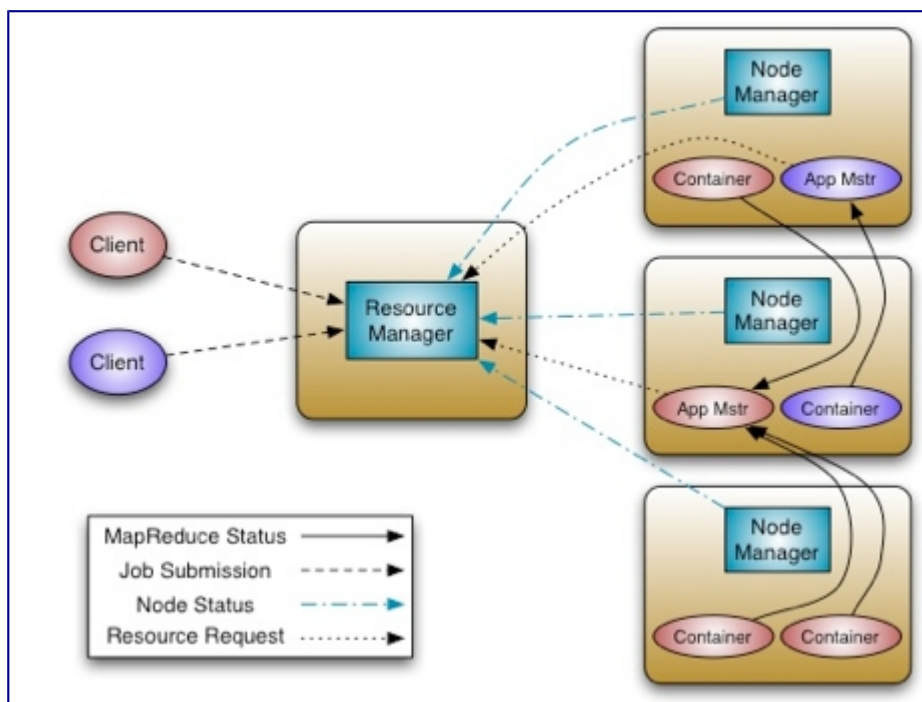 Node
Manager
Container
App Mstr
Client
Resource
Manager
Node
Manager
Client
App Mstr
Container
MapReduce Status
Job Submission
Node Status
Resource Request
Node
Manager
Container
Container